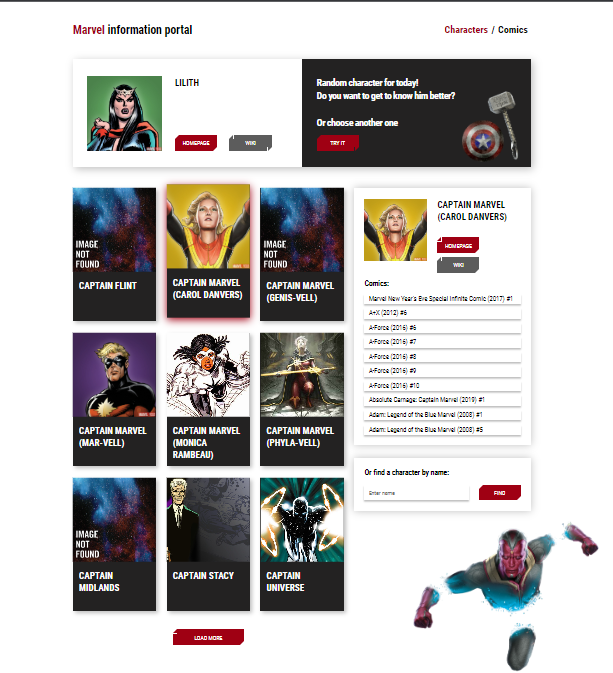 Marvel information portal
Characters / Comics
LILITH
HOMEPAGE
WIKI
Random character for today!
Do you want to get to know him better?
Or choose another one
TRY IT
IMAGE
NOT
FOUND
CAPTAIN FLINT
CAPTAIN MARVEL
(CAROL DANVERS)
IMAGE
NOT
FOUND
CAPTAIN MARVEL
(GENIS-VELL)
CAPTAIN MARVEL
(MAR-VELL)
CAPTAIN MARVEL
(MONICA
RAMBEAU)
CAPTAIN MARVEL
(PHYLA-VELL)
IMAGE
NOT
FOUND
CAPTAIN
MIDLANDS
CAPTAIN STACY
CAPTAIN
UNIVERSE
LOAD MORE
CAPTAIN MARVEL
(CAROL DANVERS)
HOMEPAGE
WIKI
Comics:
Marvel New Year's Eve Special Infinite Comic (2017) #1
A+X (2012) #6
A-Force (2016) #6
A-Force (2016) #7
A-Force (2016) #8
A-Force (2016) #9
A-Force (2016) #10
Absolute Carnage: Captain Marvel (2019) #1
Adam: Legend of the Blue Marvel (2008) #1
Adam: Legend of the Blue Marvel (2008) #5
Or find a character by name:
Enter name
FIND